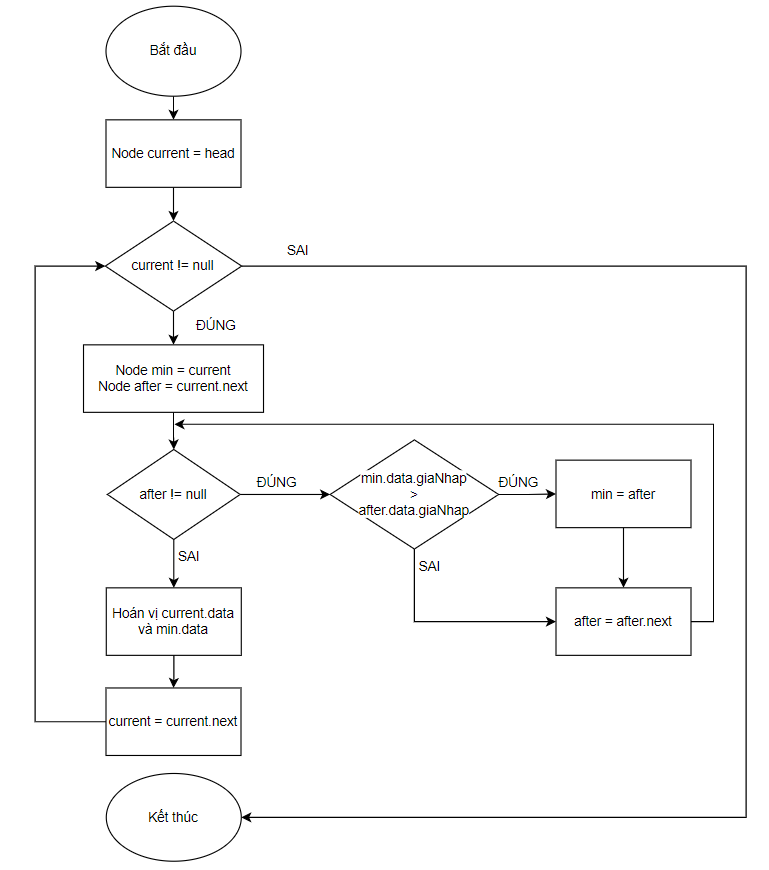 Bắt đầu
Node current = head
current != null
SAI
ĐÚNG
Node min = current
Node after = current.next
after != null
ĐÚNG
min.data.giaNhap
>
after.data.giaNhap
ĐÚNG
min = after
SAI
SAI
Hoán vị current.data
và min.data
after = after.next
current = current.next
Kết thúc